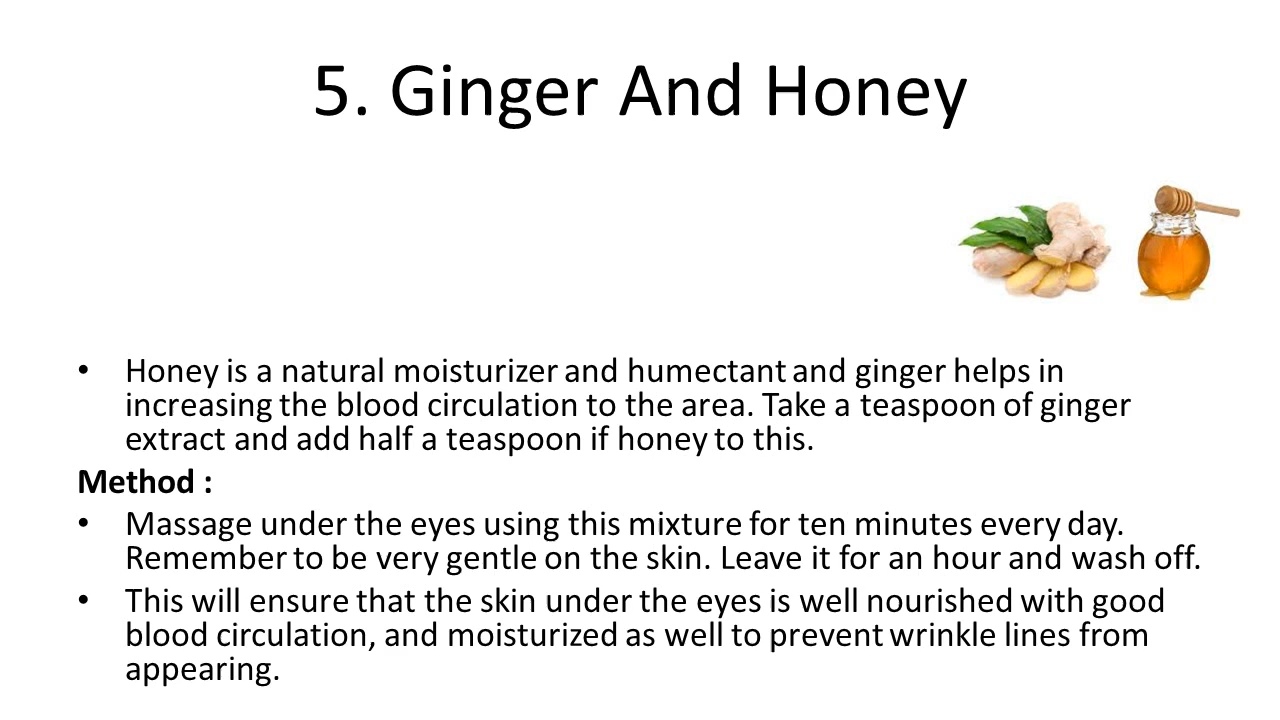 5. Ginger And Honey
• Honey is a natural moisturizer and humectant and ginger helps in
increasing the blood circulation to the area. Take a teaspoon of ginger
extract and add half a teaspoon if honey to this.
Method :
• Massage under the eyes using this mixture for ten minutes every day.
Remember to be very gentle on the skin. Leave it for an hour and wash off.
• This will ensure that the skin under the eyes is well nourished with good
blood circulation, and moisturized as well to prevent wrinkle lines from
appearing.